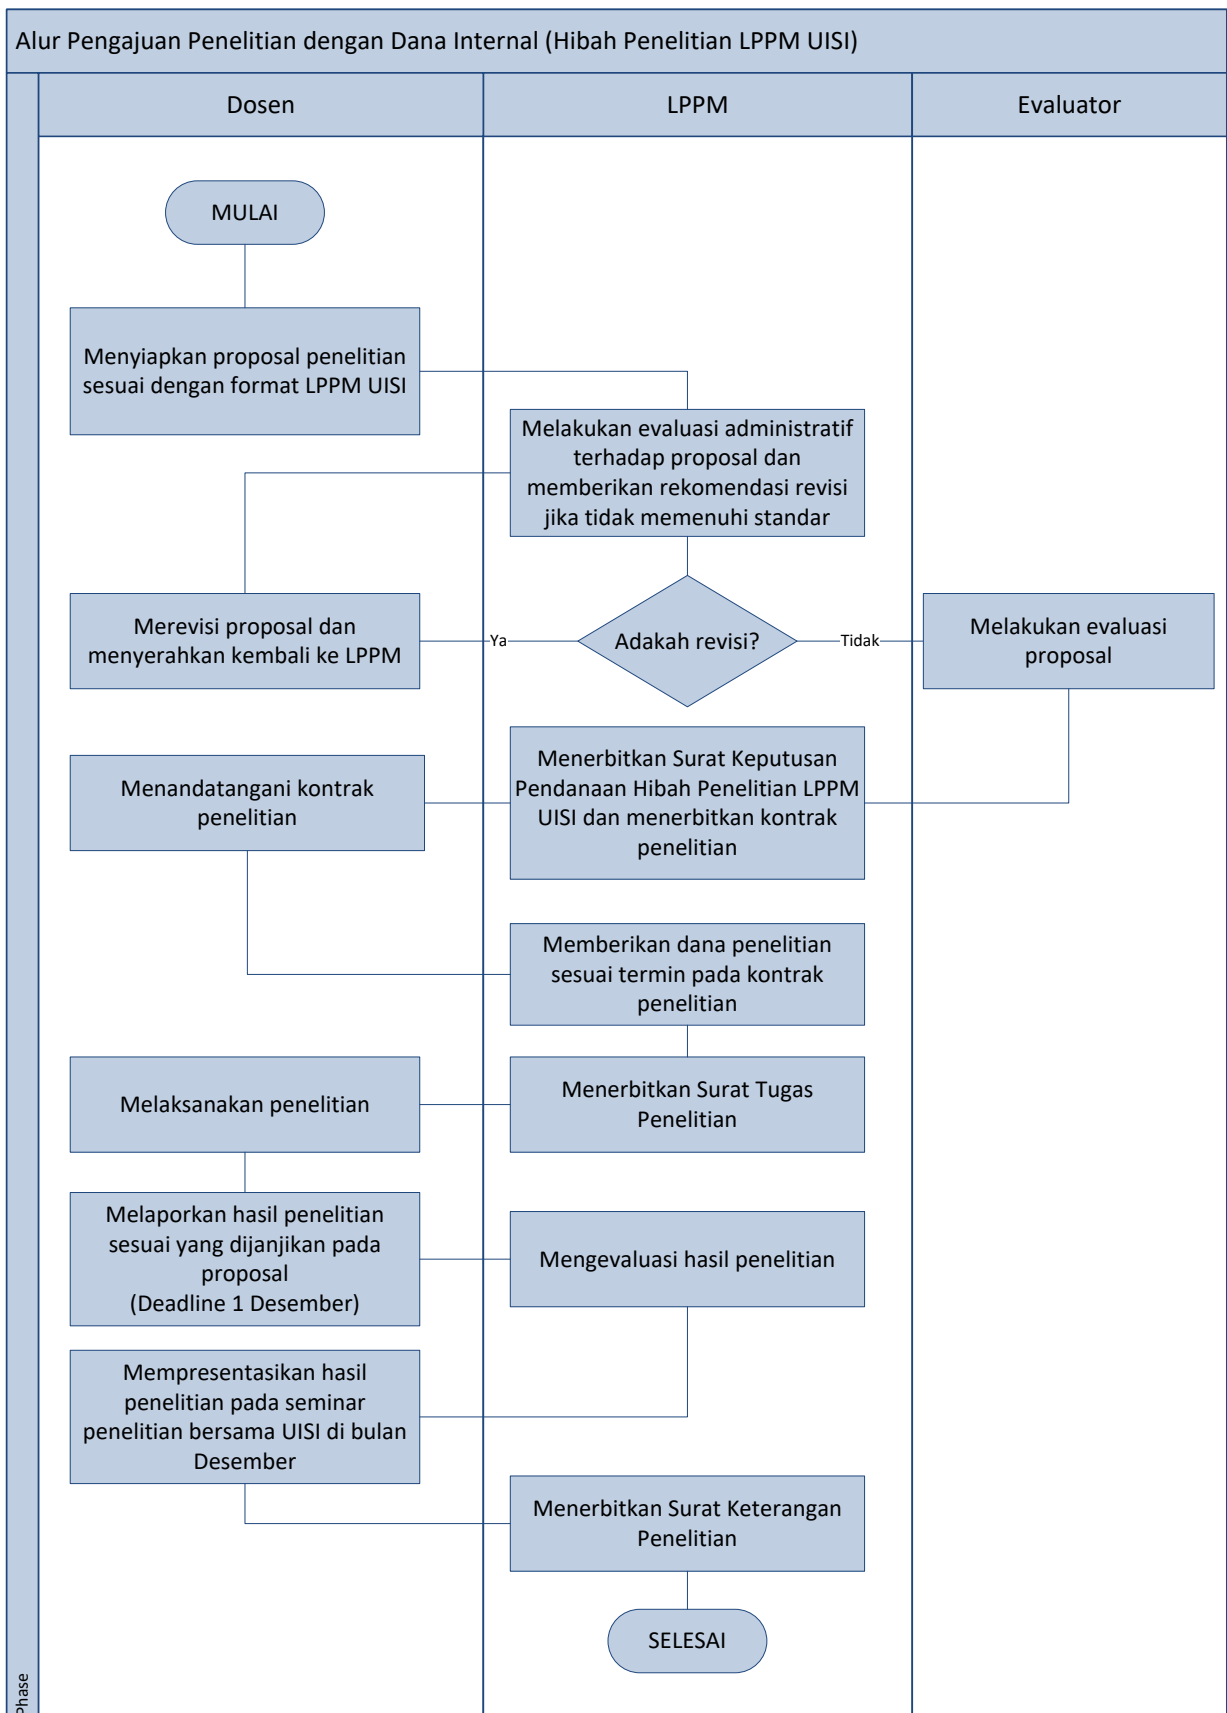 Alur Pengajuan Penelitian dengan Dana Internal (Hibah Penelitian LPPM UISI)
Dosen
LPPM
Evaluator
MULAI
Menyiapkan proposal penelitian
sesuai dengan format LPPM UISI
Melakukan evaluasi administratif
terhadap proposal dan
memberikan rekomendasi revisi
jika tidak memenuhi standar
Merevisi proposal dan
menyerahkan kembali ke LPPM
Ya
Adakah revisi?
Tidak
Melakukan evaluasi
proposal
Menerbitkan Surat Keputusan
Pendanaan Hibah Penelitian LPPM
UISI dan menerbitkan kontrak
penelitian
Menandatangani kontrak
penelitian
Memberikan dana penelitian
sesuai termin pada kontrak
penelitian
Menerbitkan Surat Tugas
Penelitian
Melaksanakan penelitian
Melaporkan hasil penelitian
sesuai yang dijanjikan pada
proposal
(Deadline 1 Desember)
Mengevaluasi hasil penelitian
Mempresentasikan hasil
penelitian pada seminar
penelitian bersama UISI di bulan
Desember
Menerbitkan Surat Keterangan
Penelitian
SELESAI
Phase